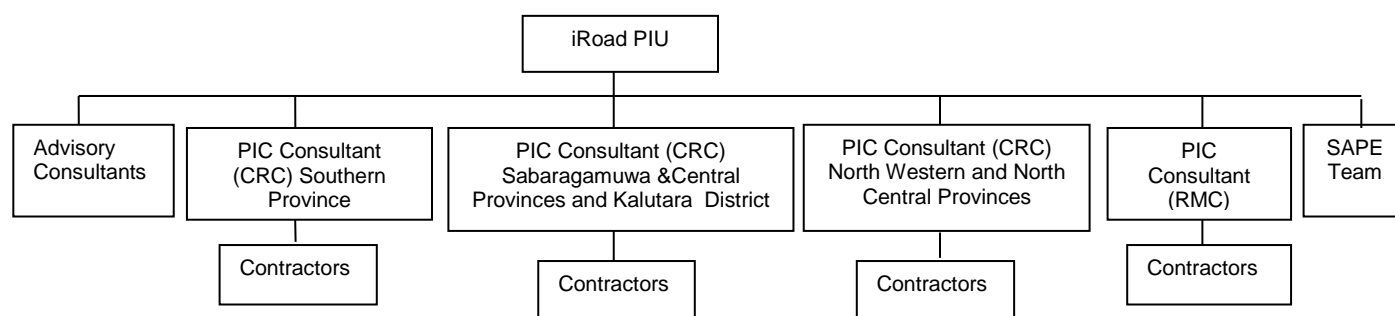 iRoad PIU
Advisory
Consultants
PIC Consultant
(CRC) Southern
Province
PIC Consultant (CRC)
Sabaragamuwa &Central
Provinces and Kalutara District
PIC Consultant (CRC)
North Western and North
Central Provinces
PIC
Consultant
(RMC)
SAPE
Team
Contractors
Contractors
Contractors
Contractors